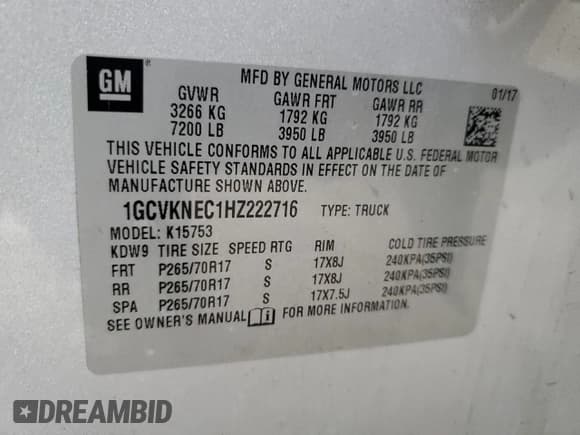 GM ®
MFD BY GENERAL MOTORS LLC
01/17
GVWR GAWR FRT GAWR RR
3266 KG 1792 KG 1792 KG
7200 LB 3950 LB 3950 LB
THIS VEHICLE CONFORMS TO ALL APPLICABLE U.S. FEDERAL MOTOR
VEHICLE SAFETY STANDARDS IN EFFECT ON THE DATE OF
MANUFACTURE SHOWN ABOVE.
1GCVKNEC1HZ222716 TYPE: TRUCK
MODEL: K15753
KDW9 TIRE SIZE SPEED RTG RIM COLD TIRE PRESSURE
FRT P265/70R17 S 17X8J 240KPA(35PSI)
RR P265/70R17 S 17X8J 240KPA(35PSI)
SPA P265/70R17 S 17X7.5J 240KPA(35PSI)
SEE OWNER'S MANUAL i FOR MORE INFORMATION.
DREAMBID